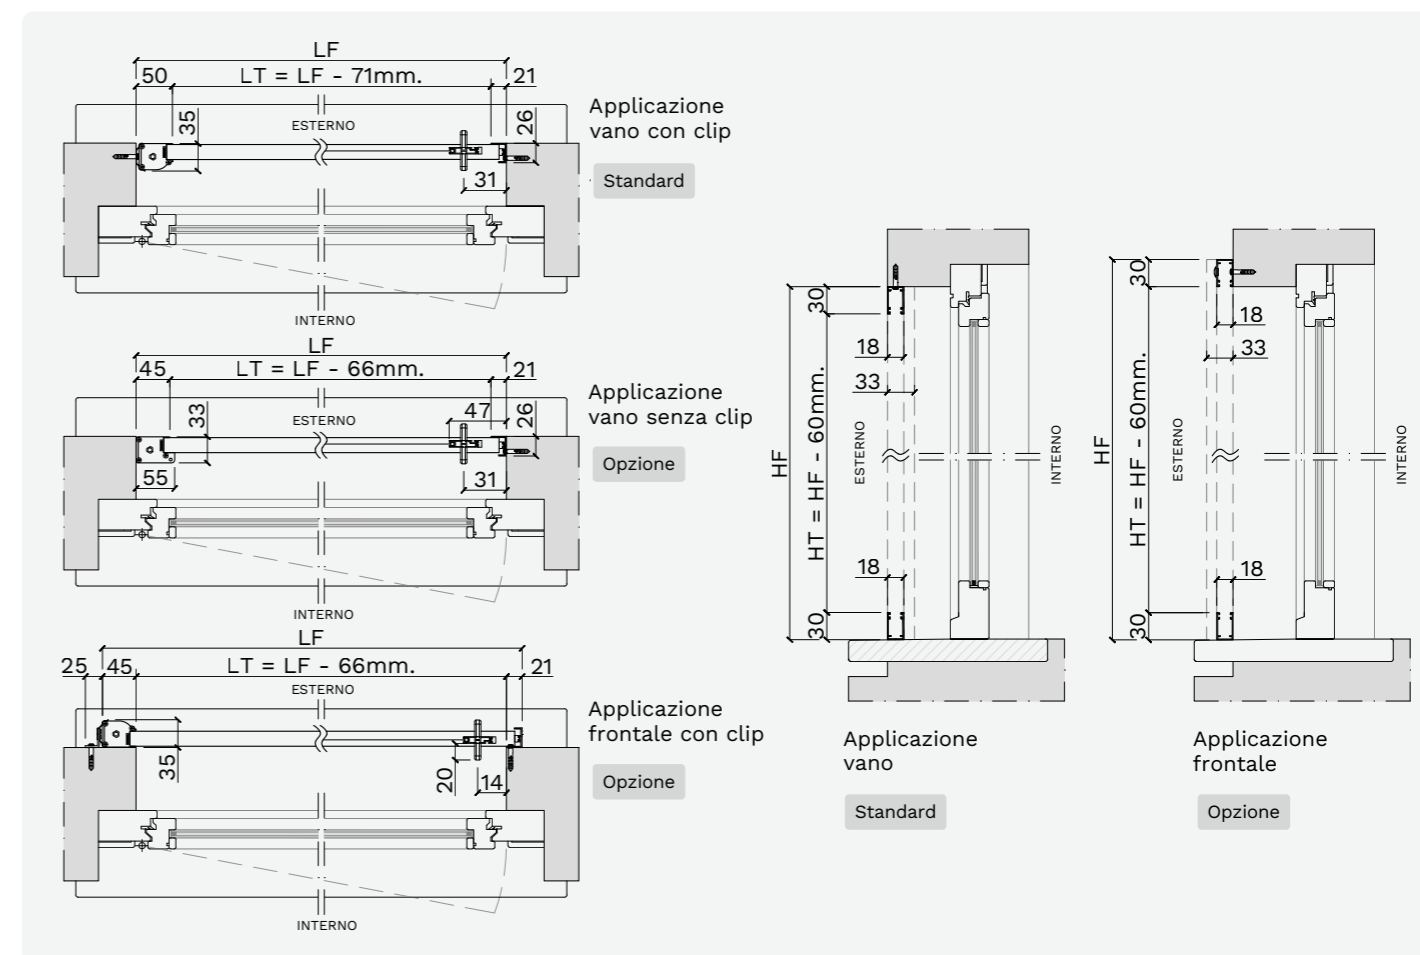 LF
50
LT = LF - 71mm.
21
35
ESTERNO
26
31
INTERNO
Applicazione
vano con clip
Standard
LF
45
LT = LF - 66mm.
21
33
ESTERNO
47
26
55
31
INTERNO
Applicazione
vano senza clip
Opzione
LF
25
45
LT = LF - 66mm.
21
ESTERNO
35
20
14
INTERNO
Applicazione
frontale con clip
Opzione
30
18
33
HF
HT = HF - 60mm.
ESTERNO
INTERNO
18
30
Applicazione
vano
Standard
30
18
33
HF
HT = HF - 60mm.
ESTERNO
INTERNO
18
30
Applicazione
frontale
Opzione